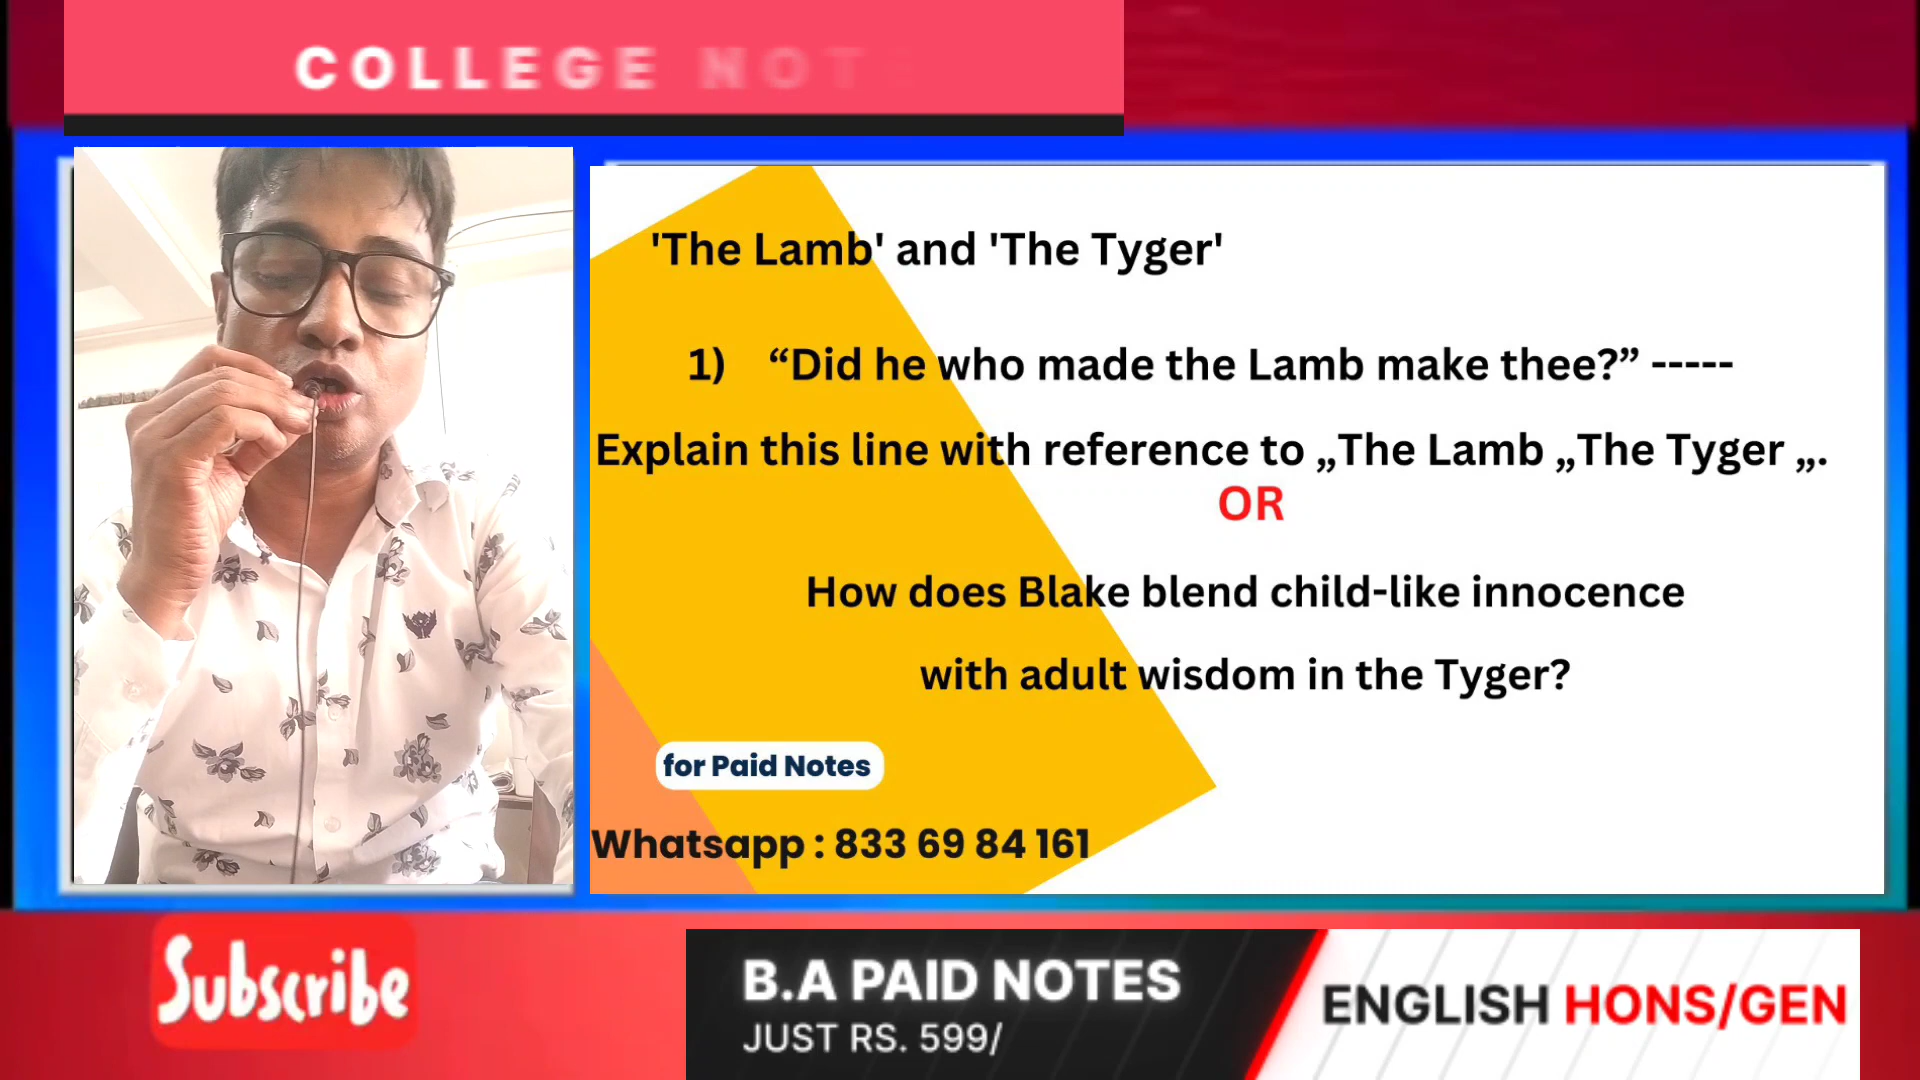 COLLEGE NOT
'The Lamb' and 'The Tyger'
1) “Did he who made the Lamb make thee?” -----
Explain this line with reference to „The Lamb „The Tyger „.
OR
How does Blake blend child-like innocence
with adult wisdom in the Tyger?
for Paid Notes
Whatsapp : 833 69 84 161
Subscribe
B.A PAID NOTES
JUST RS. 599/
ENGLISH HONS/GEN